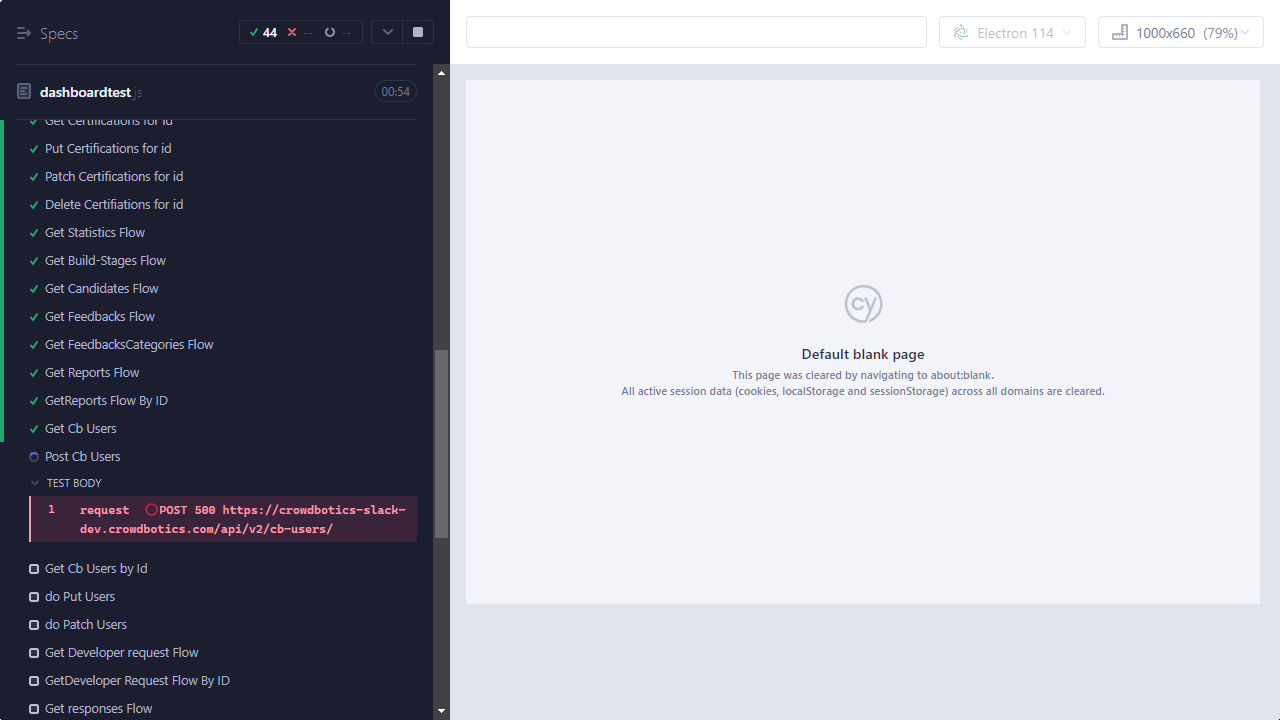 Specs
44 -- --
Electron 114
1000x660 (79%)
dashboardtest.js
00:54
Get Certifications for id
Put Certifications for id
Patch Certifications for id
Delete Certifiations for id
Get Statistics Flow
Get Build-Stages Flow
Get Candidates Flow
Get Feedbacks Flow
Get FeedbacksCategories Flow
Get Reports Flow
GetReports Flow By ID
Get Cb Users
Post Cb Users
TEST BODY
1 request POST 500 https://crowdbotics-slack-
dev.crowdbotics.com/api/v2/cb-users/
Get Cb Users by Id
do Put Users
do Patch Users
Get Developer request Flow
GetDeveloper Request Flow By ID
Get responses Flow
cy
Default blank page
This page was cleared by navigating to about:blank.
All active session data (cookies, localStorage and sessionStorage) across all domains are cleared.